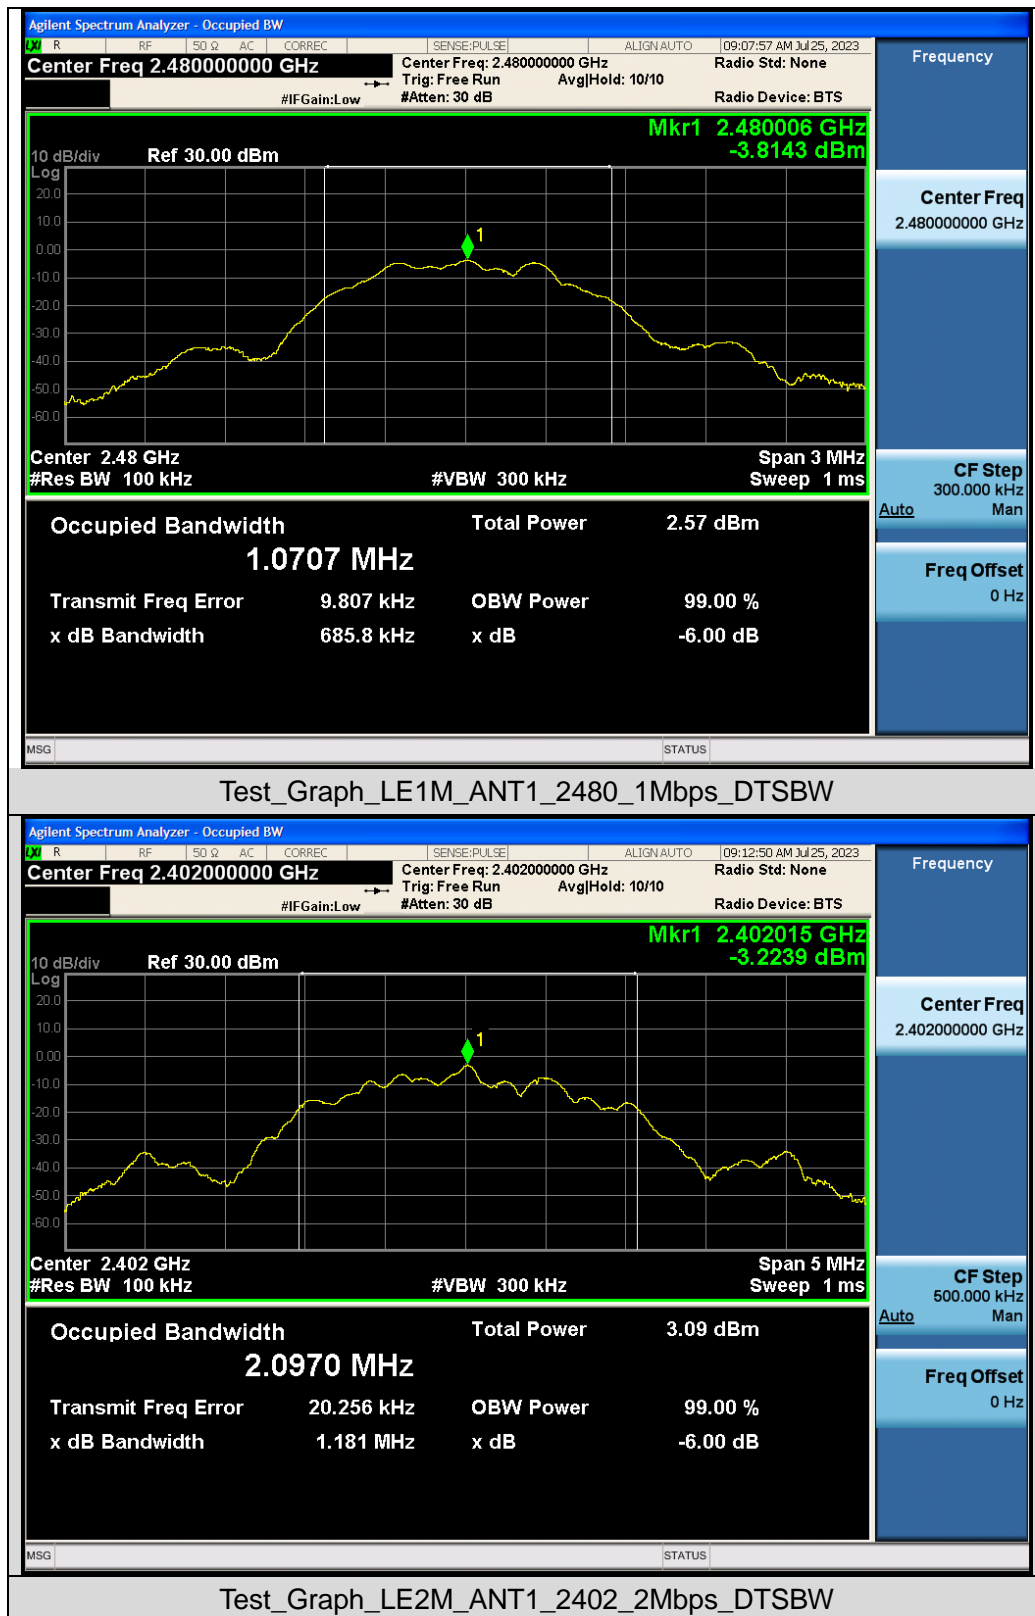 Agilent Spectrum Analyzer - Occupied BW
LXI R RF 50 Ω AC CORREC SENSE:PULSE ALIGN AUTO 09:07:57 AM Jul 25, 2023
Center Freq 2.480000000 GHz
Center Freq: 2.480000000 GHz
Radio Std: None
Trig: Free Run Avg|Hold: 10/10
#IFGain:Low
#Atten: 30 dB
Radio Device: BTS
Frequency
Mkr1 2.480006 GHz
-3.8143 dBm
10 dB/div Ref 30.00 dBm
Log
20.0
10.0
0.00
-10.0
-20.0
-30.0
-40.0
-50.0
-60.0
1
Center 2.48 GHz Span 3 MHz
#Res BW 100 kHz #VBW 300 kHz Sweep 1 ms
Center Freq
2.480000000 GHz
CF Step
300.000 kHz
Auto Man
Freq Offset
0 Hz
Occupied Bandwidth Total Power 2.57 dBm
1.0707 MHz
Transmit Freq Error 9.807 kHz OBW Power 99.00 %
x dB Bandwidth 685.8 kHz x dB -6.00 dB
MSG STATUS
Test_Graph_LE1M_ANT1_2480_1Mbps_DTSBW
Agilent Spectrum Analyzer - Occupied BW
LXI R RF 50 Ω AC CORREC SENSE:PULSE ALIGN AUTO 09:12:50 AM Jul 25, 2023
Center Freq 2.402000000 GHz
Center Freq: 2.402000000 GHz
Radio Std: None
Trig: Free Run Avg|Hold: 10/10
#IFGain:Low
#Atten: 30 dB
Radio Device: BTS
Frequency
Mkr1 2.402015 GHz
-3.2239 dBm
10 dB/div Ref 30.00 dBm
Log
20.0
10.0
0.00
-10.0
-20.0
-30.0
-40.0
-50.0
-60.0
1
Center 2.402 GHz Span 5 MHz
#Res BW 100 kHz #VBW 300 kHz Sweep 1 ms
Center Freq
2.402000000 GHz
CF Step
500.000 kHz
Auto Man
Freq Offset
0 Hz
Occupied Bandwidth Total Power 3.09 dBm
2.0970 MHz
Transmit Freq Error 20.256 kHz OBW Power 99.00 %
x dB Bandwidth 1.181 MHz x dB -6.00 dB
MSG STATUS
Test_Graph_LE2M_ANT1_2402_2Mbps_DTSBW